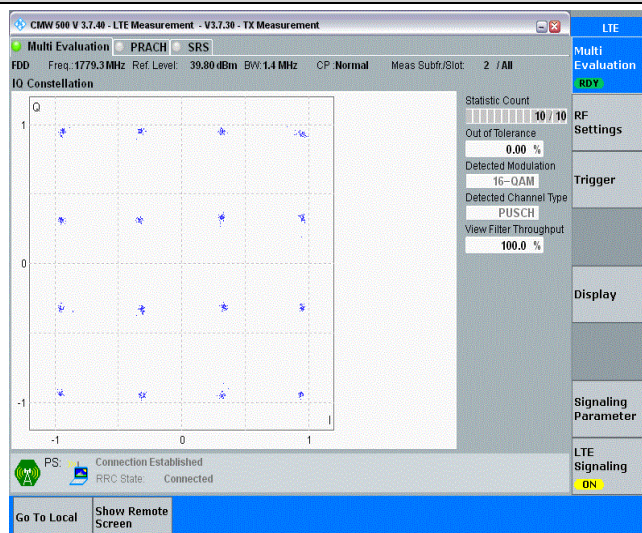 CMW 500 V 3.7.40 - LTE Measurement - V3.7.30 - TX Measurement
LTE
Multi Evaluation PRACH SRS
FDD Freq.:1779.3 MHz Ref. Level: 39.80 dBm BW:1.4 MHz CP :Normal Meas Subfr./Slot: 2 / All
IQ Constellation
Q
1
0
-1
I
-1 0 1
Statistic Count
10 / 10
Out of Tolerance
0.00 %
Detected Modulation
16-QAM
Detected Channel Type
PUSCH
View Filter Throughput
100.0 %
Multi
Evaluation
RDY
RF
Settings
Trigger
Display
Signaling
Parameter
LTE
Signaling
ON
PS: Connection Established
RRC State: Connected
Go To Local
Show Remote
Screen